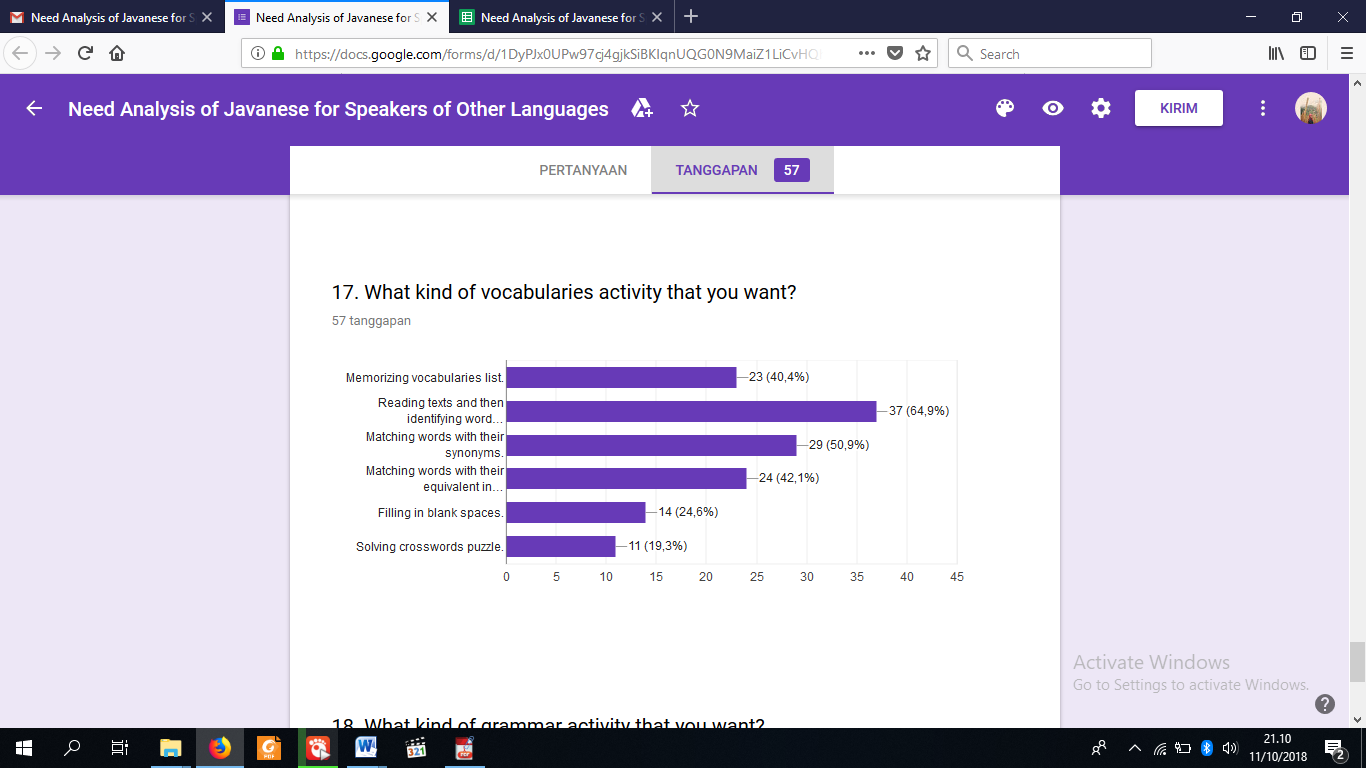 Need Analysis of Javanese for S
Need Analysis of Javanese for S
Need Analysis of Javanese for S
https://docs.google.com/forms/d/1DyPJx0UPw97cj4gjkSiBKIqnUQG0N9MaiZ1LiCvHQ
Search
Need Analysis of Javanese for Speakers of Other Languages
KIRIM
PERTANYAAN
TANGGAPAN 57
17. What kind of vocabularies activity that you want?
57 tanggapan
Memorizing vocabularies list. 23 (40,4%)
Reading texts and then
identifying word... 37 (64,9%)
Matching words with their
synonyms. 29 (50,9%)
Matching words with their
equivalent in... 24 (42,1%)
Filling in blank spaces. 14 (24,6%)
Solving crosswords puzzle. 11 (19,3%)
0 5 10 15 20 25 30 35 40 45
Activate Windows
Go to Settings to activate Windows.
18. What kind of grammar activity that you want?
PDF
321
PDF
21.10
11/10/2018
2